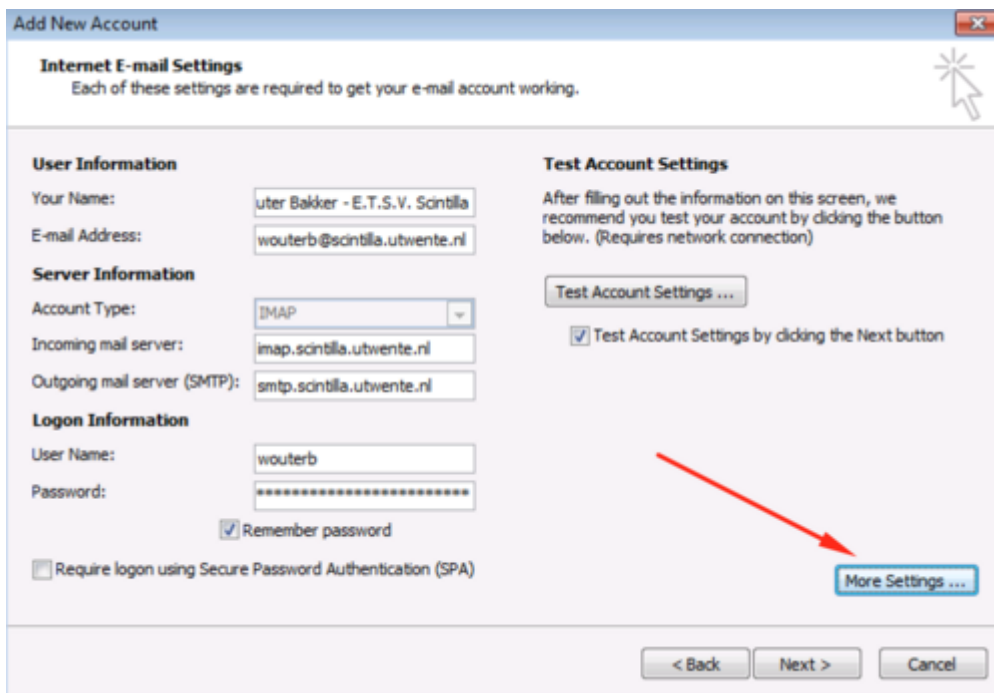 Add New Account
Internet E-mail Settings
Each of these settings are required to get your e-mail account working.
User Information
Your Name: uter Bakker - E.T.S.V. Scintilla
E-mail Address: wouterb@scintilla.utwente.nl
Server Information
Account Type: IMAP
Incoming mail server: imap.scintilla.utwente.nl
Outgoing mail server (SMTP): smtp.scintilla.utwente.nl
Logon Information
User Name: wouterb
Password: *************************
Remember password
Require logon using Secure Password Authentication (SPA)
Test Account Settings
After filling out the information on this screen, we
recommend you test your account by clicking the button
below. (Requires network connection)
Test Account Settings ...
Test Account Settings by clicking the Next button
More Settings ...
< Back Next > Cancel